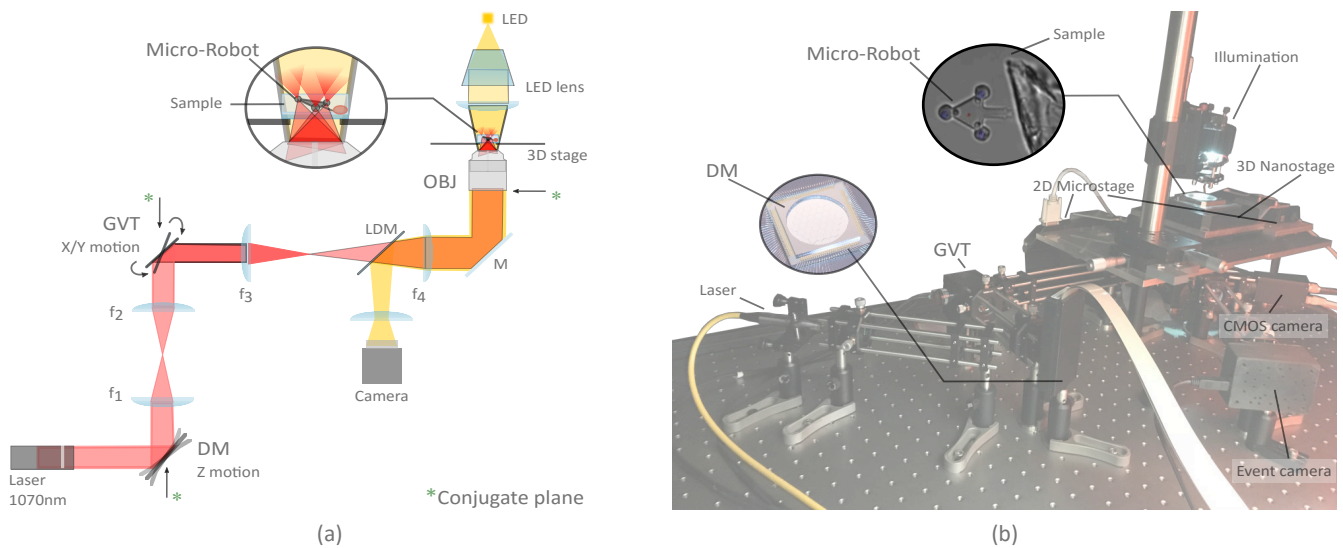 LED
Micro-Robot
LED lens
Sample
3D stage
OBJ
*
*
GVT
X/Y motion
LDM
M
f3
f4
f2
Camera
f1
DM
Z motion
Laser
1070nm
*
*Conjugate plane
(a)
Sample
Micro-Robot
Illumination
3D Nanostage
2D Microstage
DM
GVT
Laser
CMOS camera
Event camera
(b)